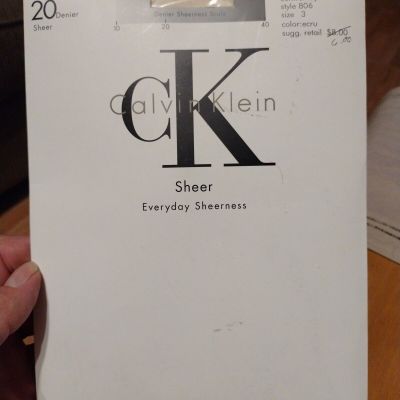 20 Denier
Sheer
Denier Sheerness Scale
10 20 40
style 806
size 3
color:ecru
sugg. retail $8.00
6.00
CK
Calvin Klein
Sheer
Everyday Sheerness